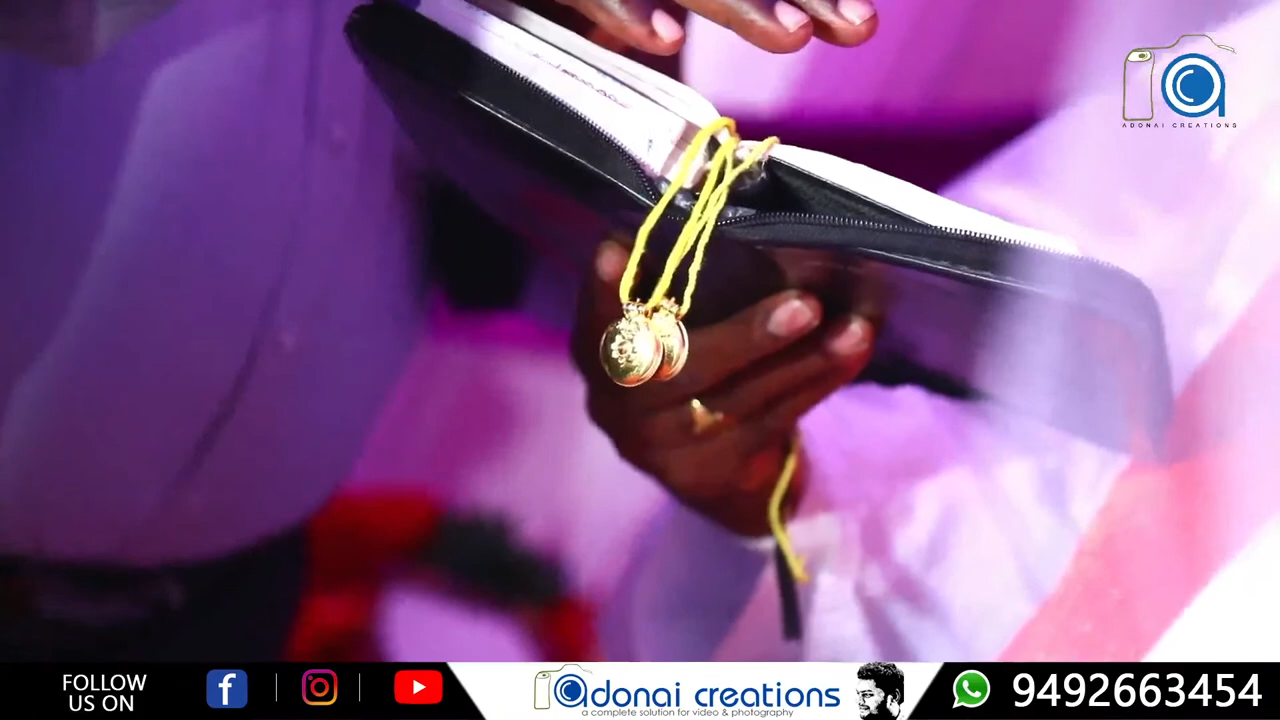 ADONAI CREATIONS
FOLLOW
US ON
adonai creations
a complete solution for video & photography
9492663454